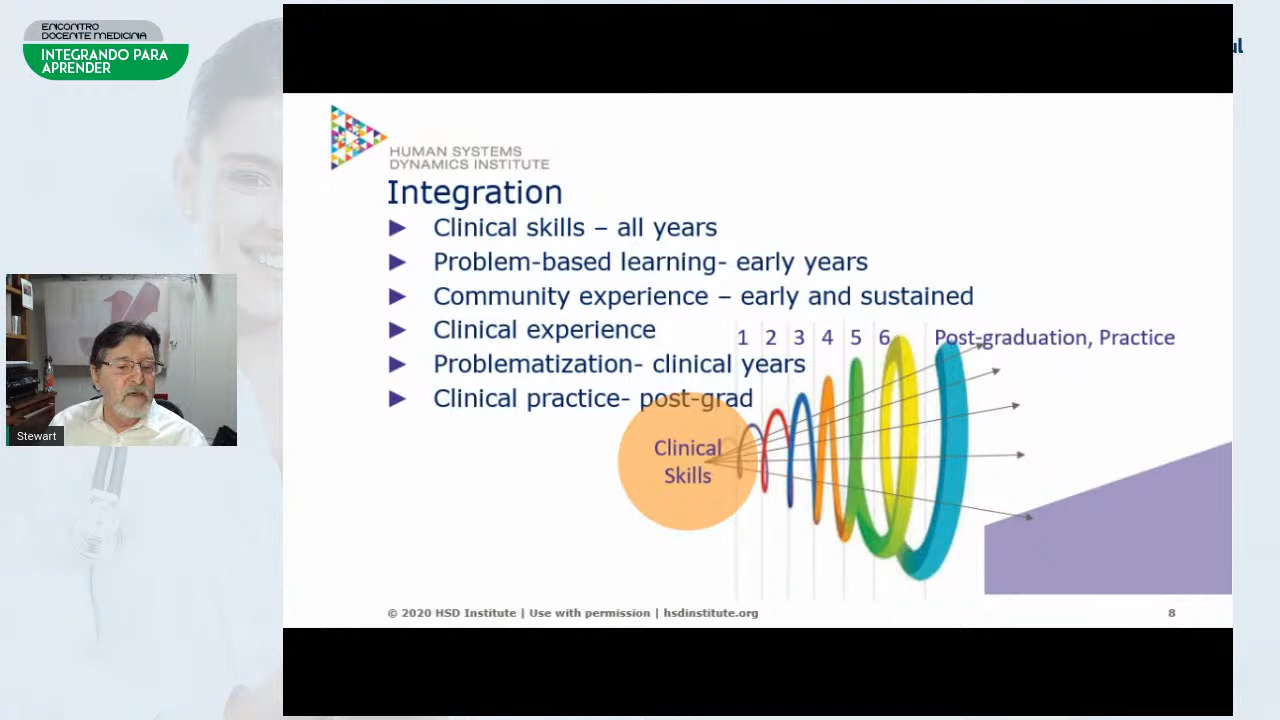 ENCONTRO
DOCENTE MEDICINA
INTEGRANDO PARA
APRENDER
ul
HUMAN SYSTEMS
DYNAMICS INSTITUTE
Integration
► Clinical skills – all years
► Problem-based learning- early years
► Community experience – early and sustained
► Clinical experience
► Problematization- clinical years
► Clinical practice- post-grad
1 2 3 4 5 6 Post-graduation, Practice
Clinical
Skills
Stewart
© 2020 HSD Institute | Use with permission | hsdinstitute.org
8